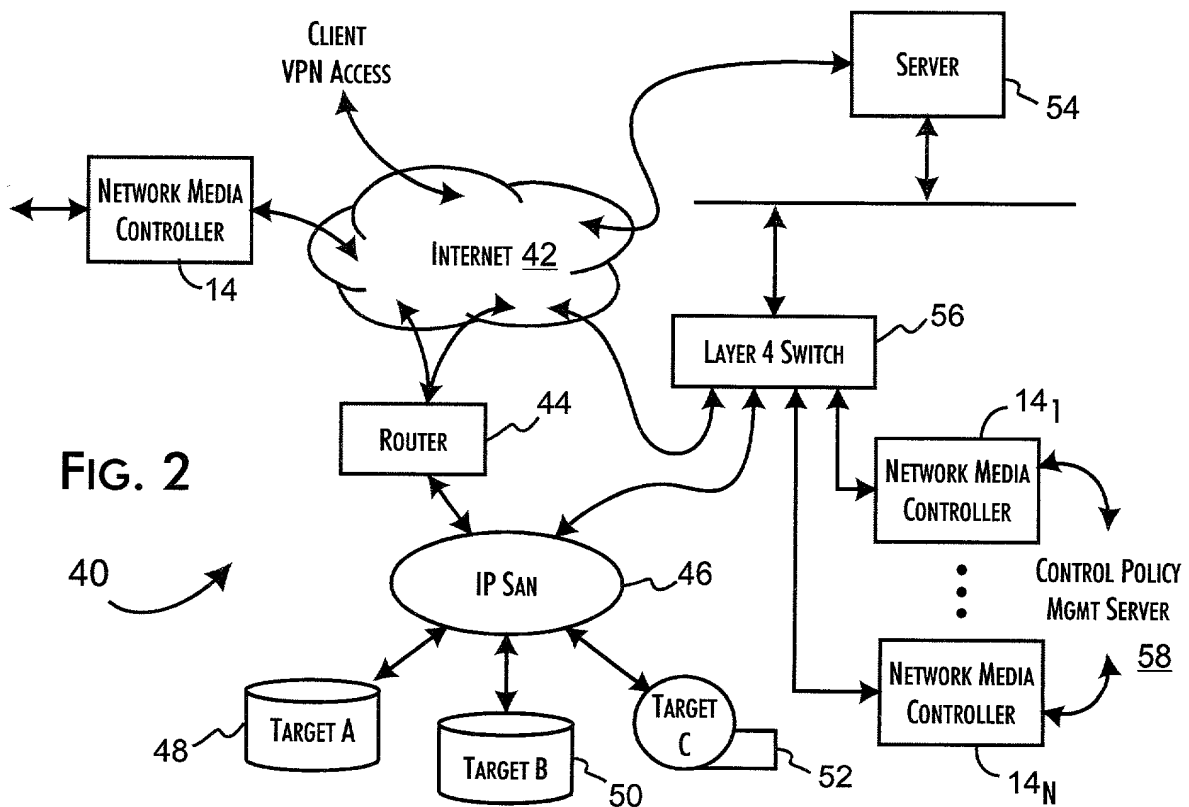 CLIENT
VPN ACCESS
SERVER
54
NETWORK MEDIA
CONTROLLER
14
INTERNET 42
56
LAYER 4 SWITCH
44
ROUTER
14₁
NETWORK MEDIA
CONTROLLER
FIG. 2
40
IP SAN
46
CONTROL POLICY
MGMT SERVER
58
NETWORK MEDIA
CONTROLLER
14N
48
TARGET A
TARGET B
50
TARGET
C
52